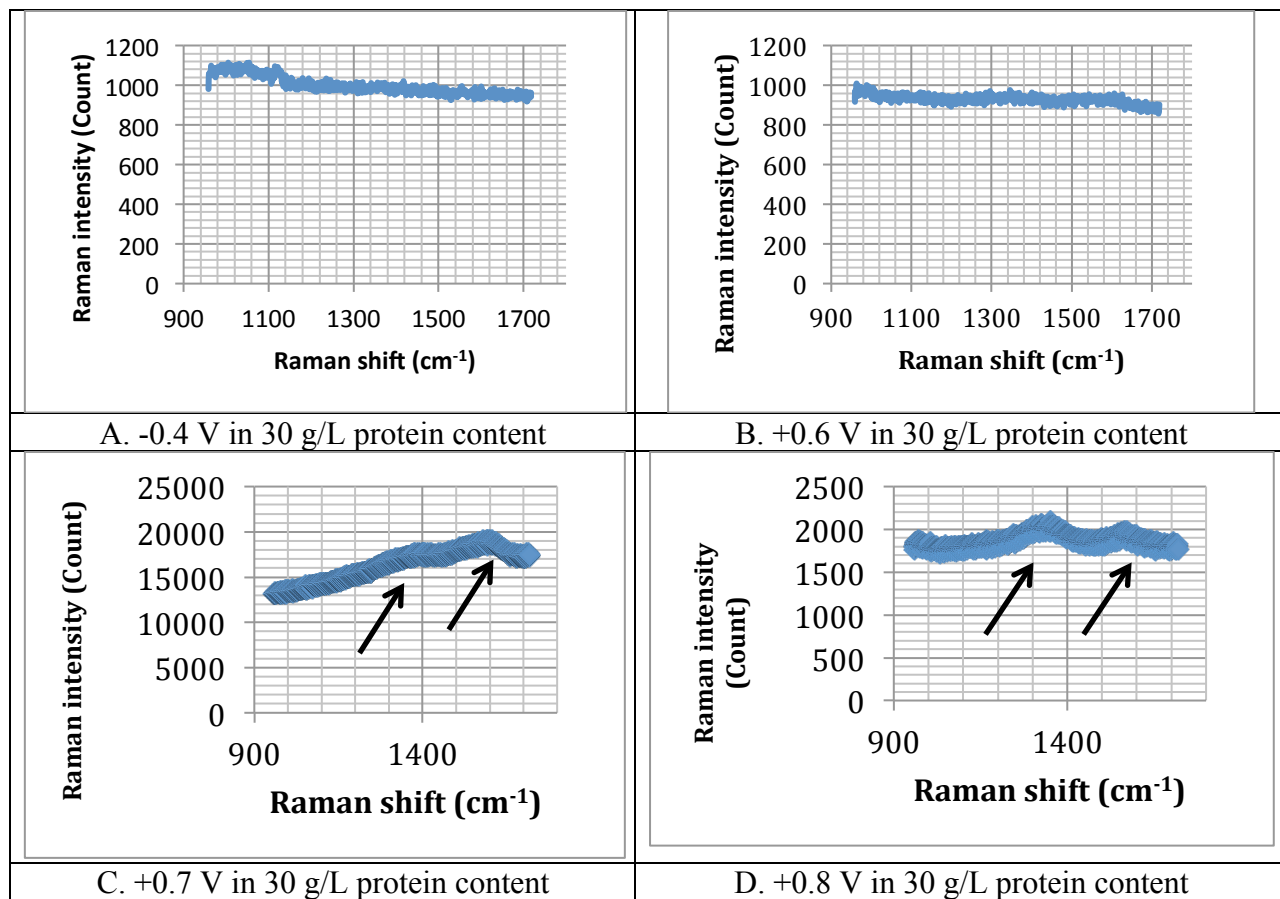 1200
1000
800
600
400
200
0
900 1100 1300 1500 1700
Raman intensity (Count)
Raman shift (cm-1)
A. -0.4 V in 30 g/L protein content
1200
1000
800
600
400
200
0
900 1100 1300 1500 1700
Raman intensity (Count)
Raman shift (cm-1)
B. +0.6 V in 30 g/L protein content
25000
20000
15000
10000
5000
0
900 1400
Raman intensity (Count)
Raman shift (cm-1)
C. +0.7 V in 30 g/L protein content
2500
2000
1500
1000
500
0
900 1400
Raman intensity
(Count)
Raman shift (cm-1)
D. +0.8 V in 30 g/L protein content